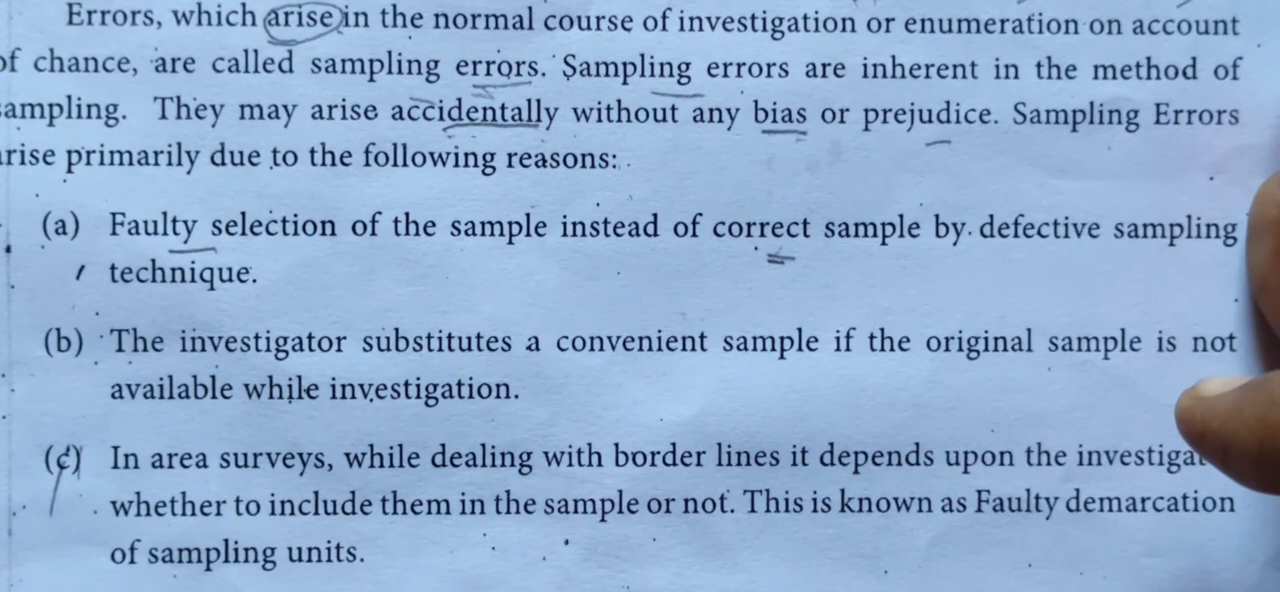 Errors, which arise in the normal course of investigation or enumeration on account
of chance, are called sampling errors. Sampling errors are inherent in the method of
sampling. They may arise accidentally without any bias or prejudice. Sampling Errors
arise primarily due to the following reasons:
(a) Faulty selection of the sample instead of correct sample by defective sampling
technique.
(b) The investigator substitutes a convenient sample if the original sample is not
available while investigation.
(c) In area surveys, while dealing with border lines it depends upon the
whether to include them in the sample or not. This is known as Faulty demarcation
of sampling units.